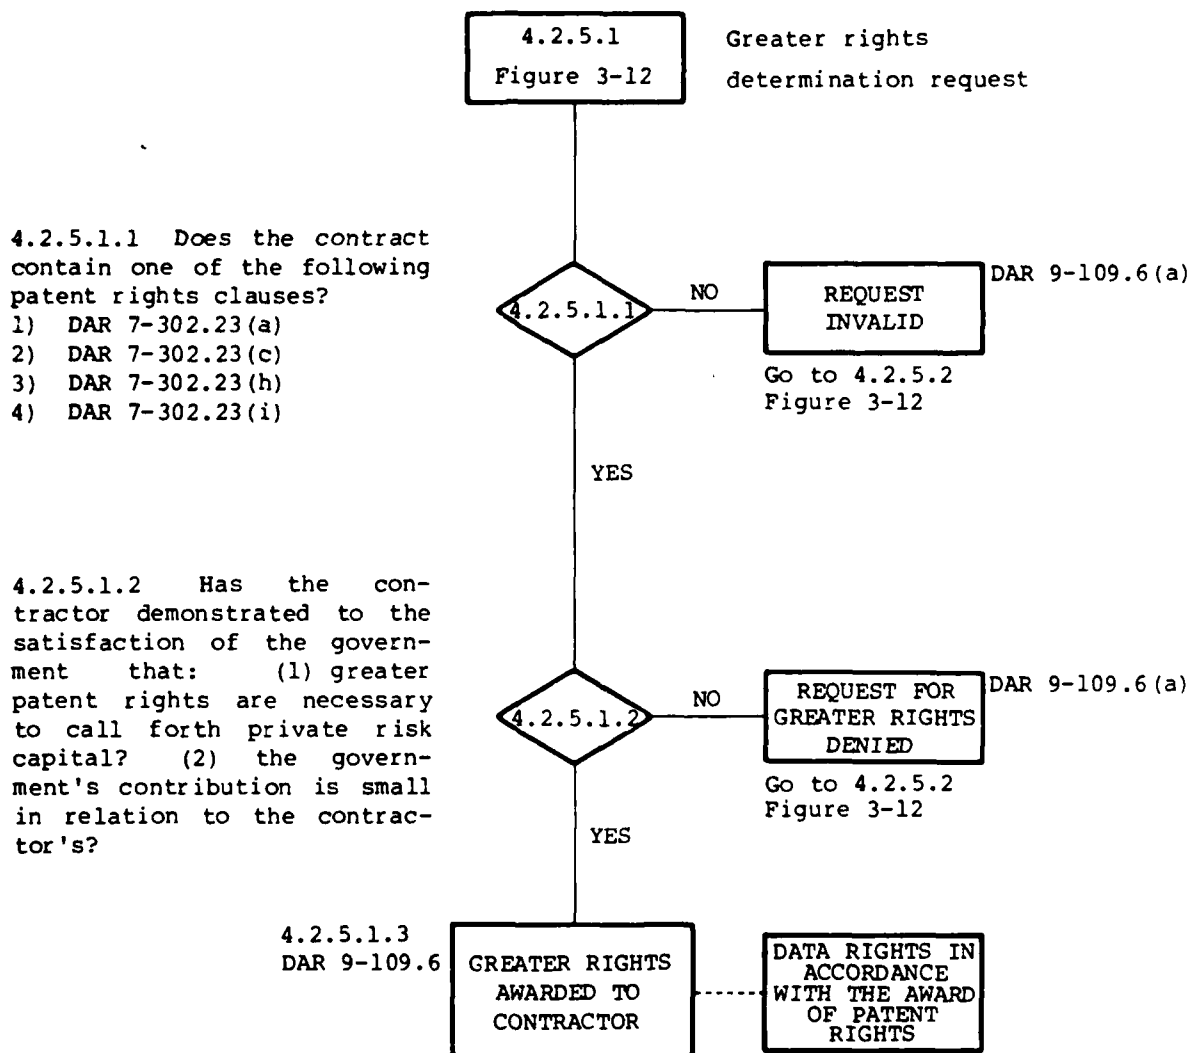 4.2.5.1
Figure 3-12
Greater rights
determination request
4.2.5.1.1 Does the contract
contain one of the following
patent rights clauses?
1) DAR 7-302.23(a)
2) DAR 7-302.23(c)
3) DAR 7-302.23(h)
4) DAR 7-302.23(i)
4.2.5.1.1
NO
REQUEST
INVALID
DAR 9-109.6(a)
Go to 4.2.5.2
Figure 3-12
YES
4.2.5.1.2 Has the con-
tractor demonstrated to the
satisfaction of the govern-
ment that: (1) greater
patent rights are necessary
to call forth private risk
capital? (2) the govern-
ment's contribution is small
in relation to the contrac-
tor's?
4.2.5.1.2
NO
REQUEST FOR
GREATER RIGHTS
DENIED
DAR 9-109.6(a)
Go to 4.2.5.2
Figure 3-12
YES
4.2.5.1.3
DAR 9-109.6
GREATER RIGHTS
AWARDED TO
CONTRACTOR
DATA RIGHTS IN
ACCORDANCE
WITH THE AWARD
OF PATENT
RIGHTS